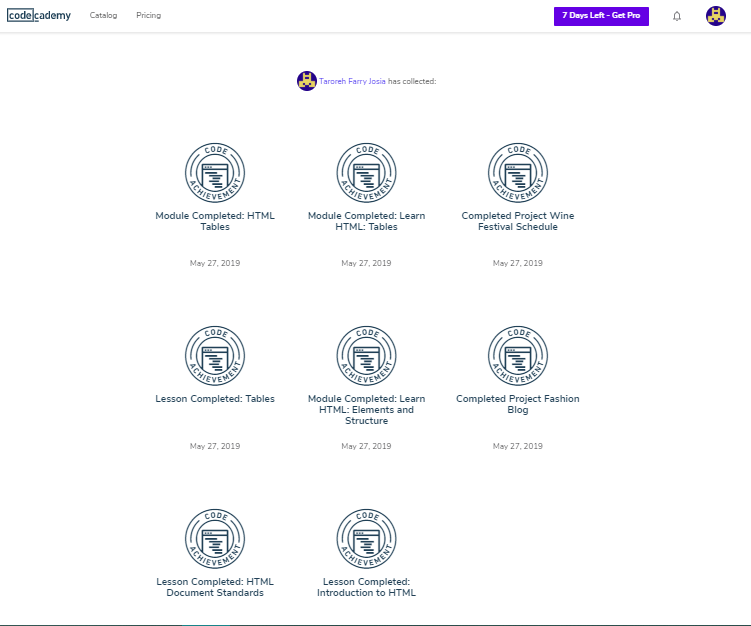 codecademy Catalog Pricing 7 Days Left - Get Pro
Taroreh Farry Josia has collected:
CODE ACHIEVEMENT CODE ACHIEVEMENT CODE ACHIEVEMENT
Module Completed: HTML Tables
Module Completed: Learn HTML: Tables
Completed Project Wine Festival Schedule
May 27, 2019 May 27, 2019 May 27, 2019
CODE ACHIEVEMENT CODE ACHIEVEMENT CODE ACHIEVEMENT
Lesson Completed: Tables
Module Completed: Learn HTML: Elements and Structure
Completed Project Fashion Blog
May 27, 2019 May 27, 2019 May 27, 2019
CODE ACHIEVEMENT CODE ACHIEVEMENT
Lesson Completed: HTML Document Standards
Lesson Completed: Introduction to HTML